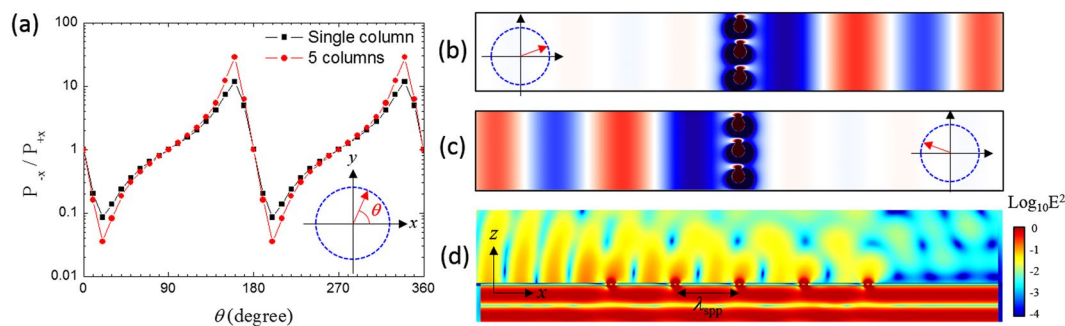 (a)
100
10
1
0.1
0.01
P-x / P+x
Single column
5 columns
y
θ
x
0
90
180
270
360
θ (degree)
(b)
(c)
(d)
z
x
λspp
Log10E2
0
-1
-2
-3
-4